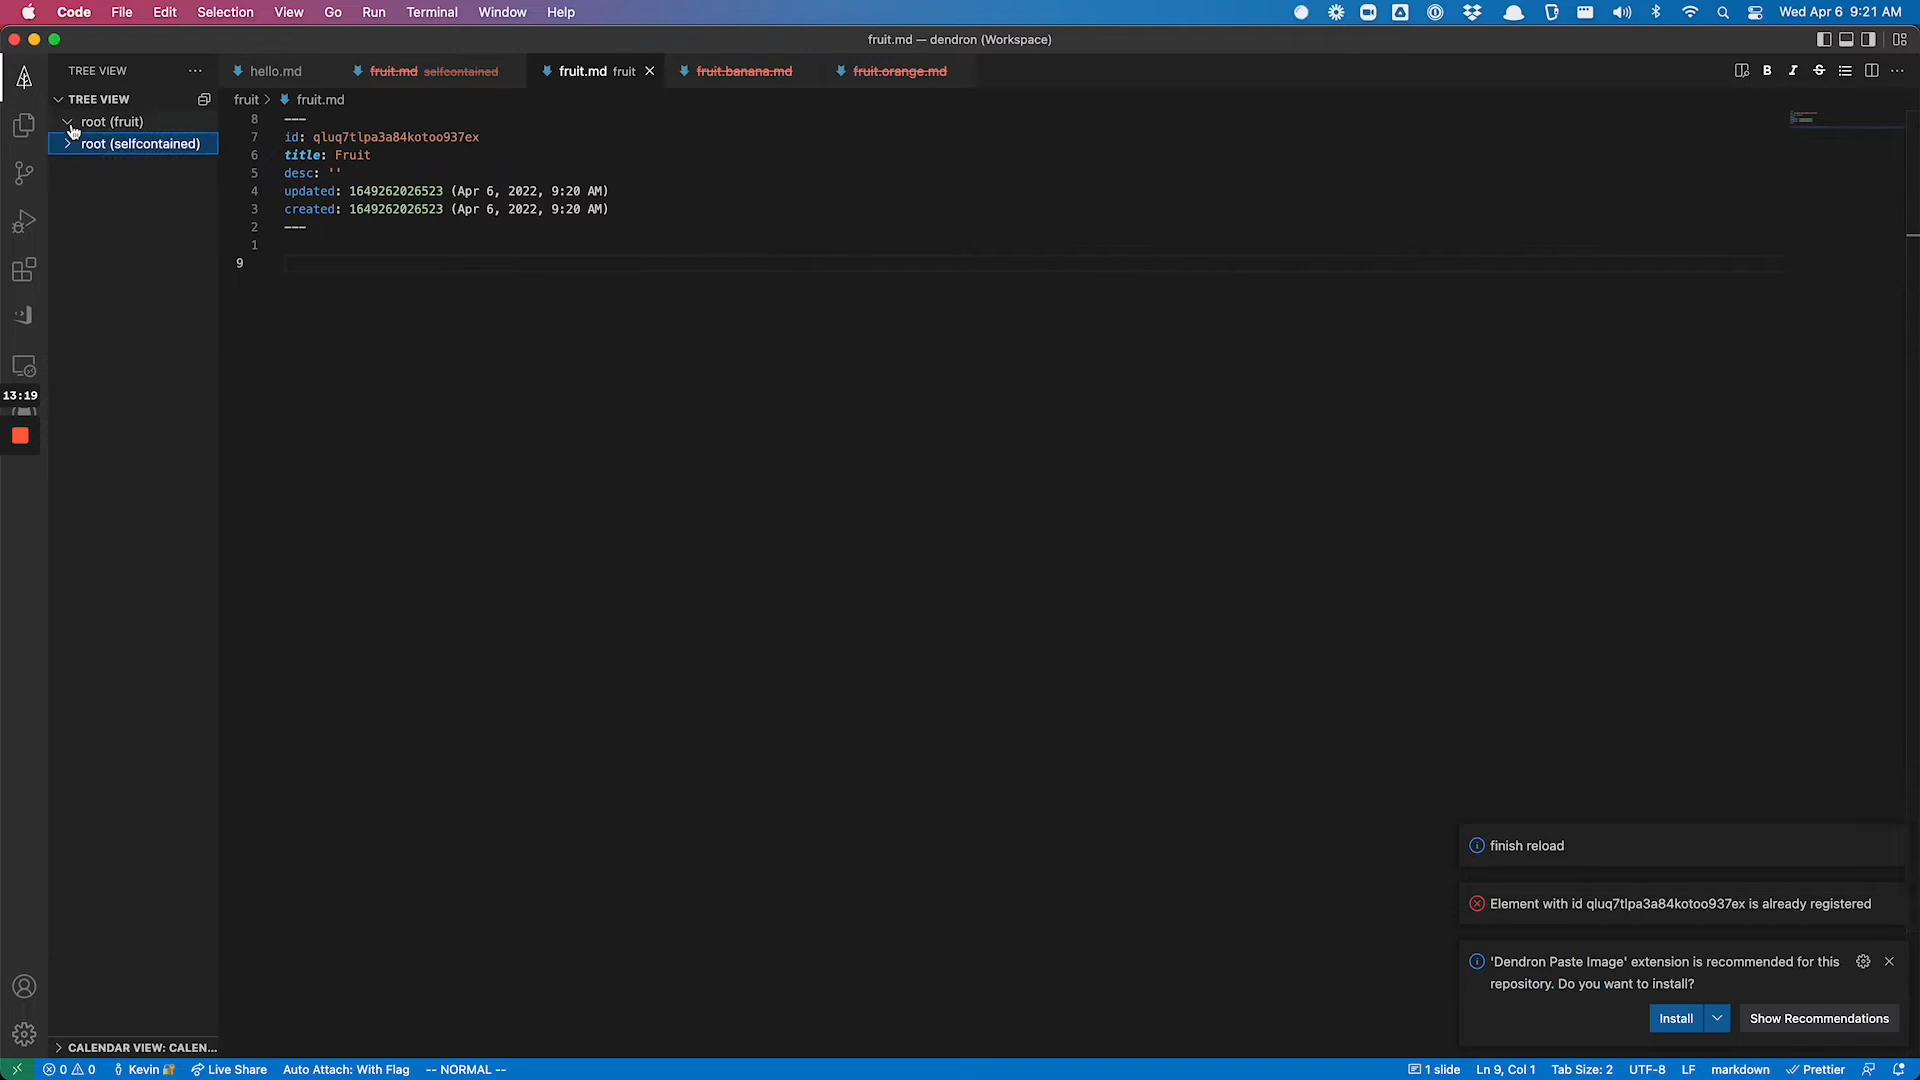 Code File Edit Selection View Go Run Terminal Window Help Wed Apr 6 9:21 AM
fruit.md — dendron (Workspace)
TREE VIEW
hello.md fruit.md selfcontained fruit.md fruit fruit.banana.md fruit.orange.md
TREE VIEW
fruit > fruit.md
root (fruit)
root (selfcontained)
8 ---
7 id: qluq7tlpa3a84kotoo937ex
6 title: Fruit
5 desc: ''
4 updated: 1649262026523 (Apr 6, 2022, 9:20 AM)
3 created: 1649262026523 (Apr 6, 2022, 9:20 AM)
2 ---
1
9
13:19
finish reload
Element with id qluq7tlpa3a84kotoo937ex is already registered
'Dendron Paste Image' extension is recommended for this
repository. Do you want to install?
Install Show Recommendations
CALENDAR VIEW: CALEN...
0 0 Kevin Live Share Auto Attach: With Flag -- NORMAL -- 1 slide Ln 9, Col 1 Tab Size: 2 UTF-8 LF markdown Prettier